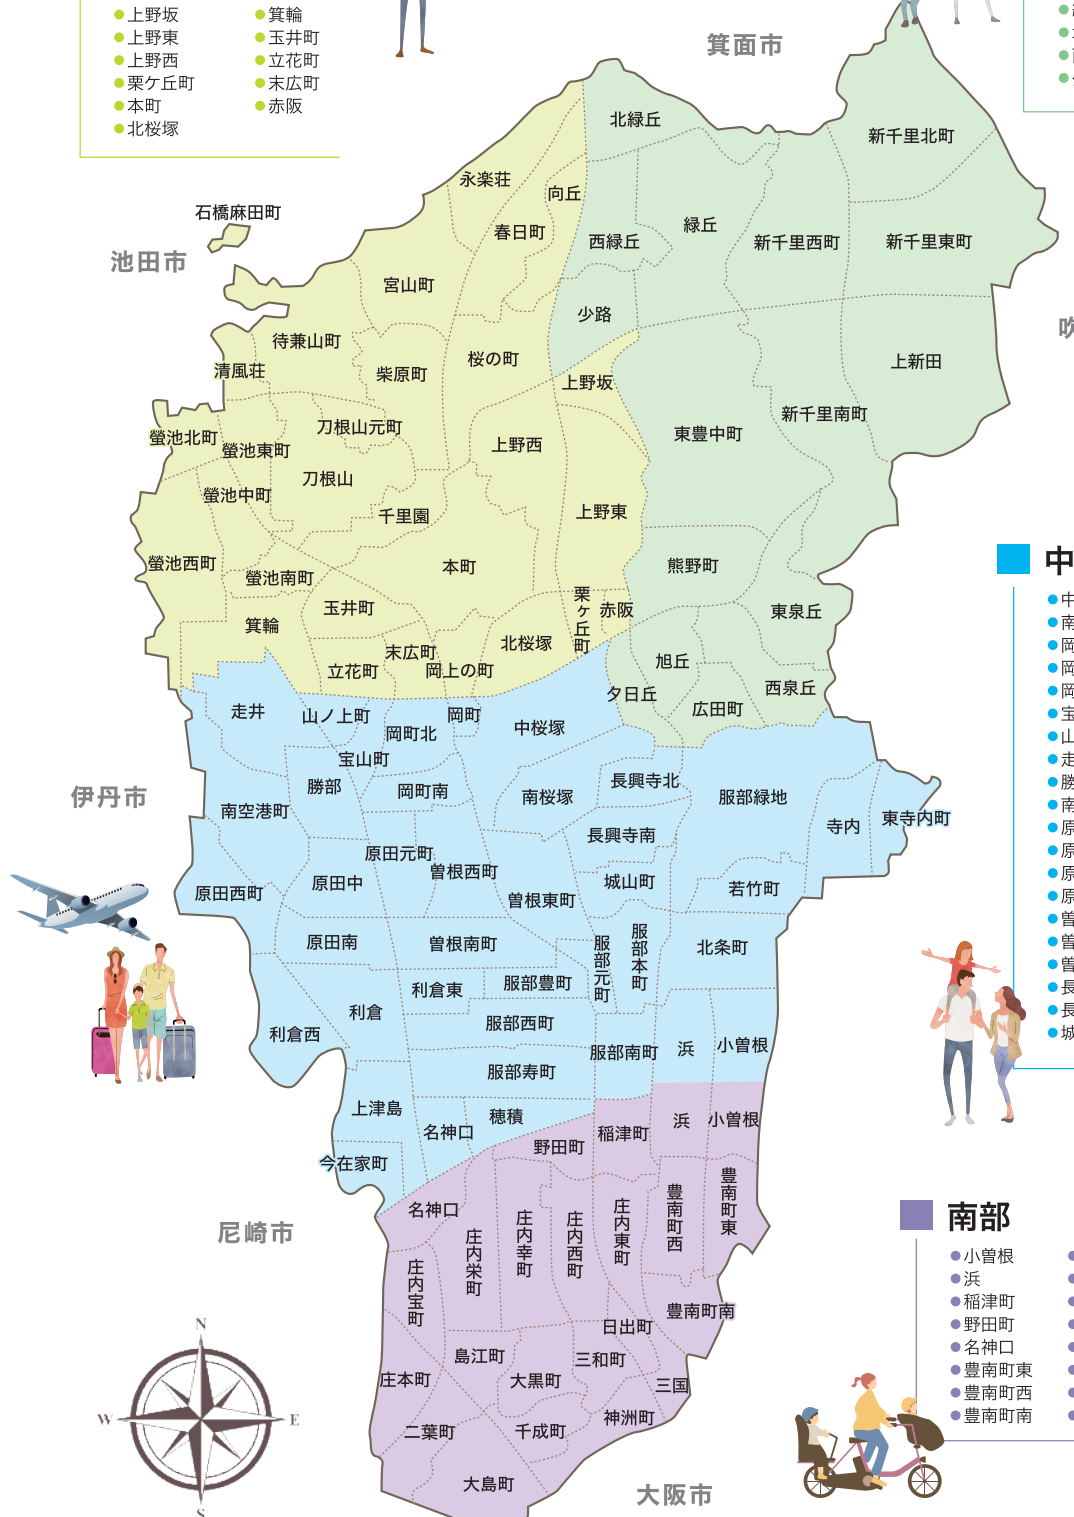 上野坂
上野東
上野西
栗ケ丘町
本町
北桜塚
箕輪
玉井町
立花町
末広町
赤阪
箕面市
北緑丘
新千里北町
永楽荘
向丘
石橋麻田町
春日町
緑丘
西緑丘
新千里西町
新千里東町
池田市
宮山町
少路
待兼山町
桜の町
上新田
清風荘
柴原町
上野坂
新千里南町
刀根山元町
東豊中町
螢池北町
螢池東町
上野西
刀根山
螢池中町
千里園
上野東
螢池西町
本町
熊野町
螢池南町
玉井町
栗ヶ丘町
赤阪
東泉丘
箕輪
北桜塚
末広町
岡上の町
立花町
旭丘
夕日丘
西泉丘
広田町
走井
山ノ上町
岡町
岡町北
中桜塚
宝山町
勝部
岡町南
長興寺北
南桜塚
服部緑地
伊丹市
南空港町
長興寺南
寺内
東寺内町
原田元町
曽根西町
原田中
城山町
原田西町
曽根東町
若竹町
原田南
曽根南町
服部元町
服部本町
北条町
利倉東
服部豊町
利倉
服部西町
利倉西
服部南町
浜
小曽根
服部寿町
上津島
穂積
名神口
稲津町
浜
小曽根
野田町
今在家町
名神口
庄内栄町
庄内幸町
庄内西町
庄内東町
豊南町西
豊南町東
尼崎市
庄内宝町
豊南町南
日出町
島江町
三和町
大黒町
庄本町
三国
神洲町
二葉町
千成町
大島町
大阪市
N
W
E
S
南部
小曽根
浜
稲津町
野田町
名神口
豊南町東
豊南町西
豊南町南